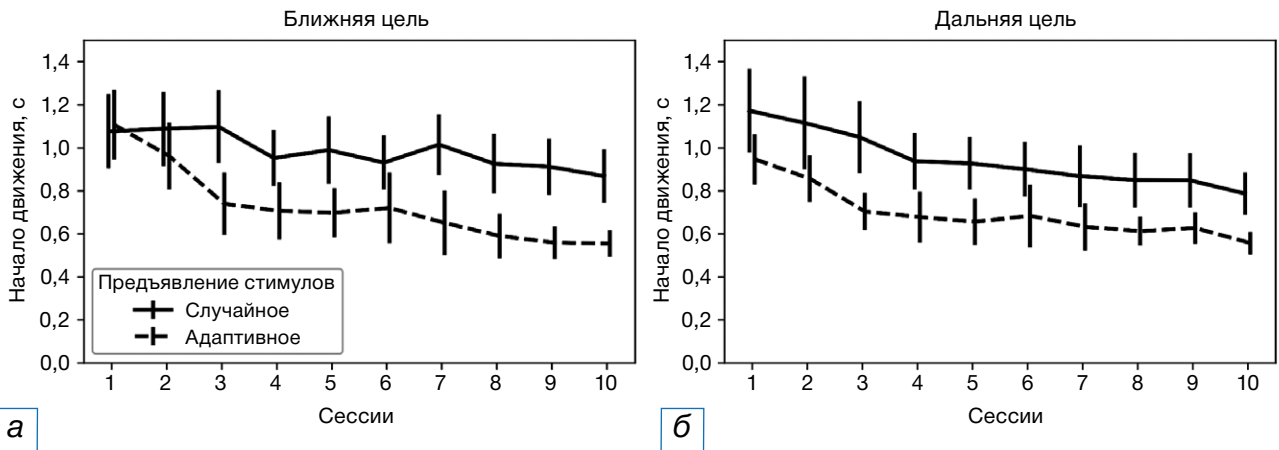 Ближняя цель
Начало движения, с
1,4
1,2
1,0
0,8
0,6
0,4
0,2
0,0
Предъявление стимулов
Случайное
Адаптивное
1 2 3 4 5 6 7 8 9 10
Сессии
а
Дальняя цель
Начало движения, с
1,4
1,2
1,0
0,8
0,6
0,4
0,2
0,0
1 2 3 4 5 6 7 8 9 10
Сессии
б